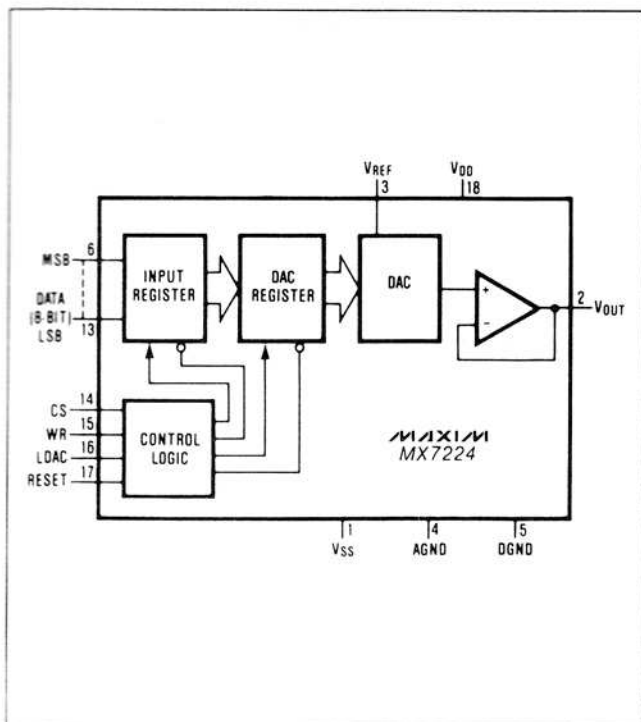 VREF
3
VDD
18
MSB
6
DATA
(8-BIT)
LSB
13
INPUT
REGISTER
DAC
REGISTER
DAC
+
−
2
VOUT
CS
14
WR
15
LDAC
16
RESET
17
CONTROL
LOGIC
MAXIM
MX7224
1
VSS
4
AGND
5
DGND